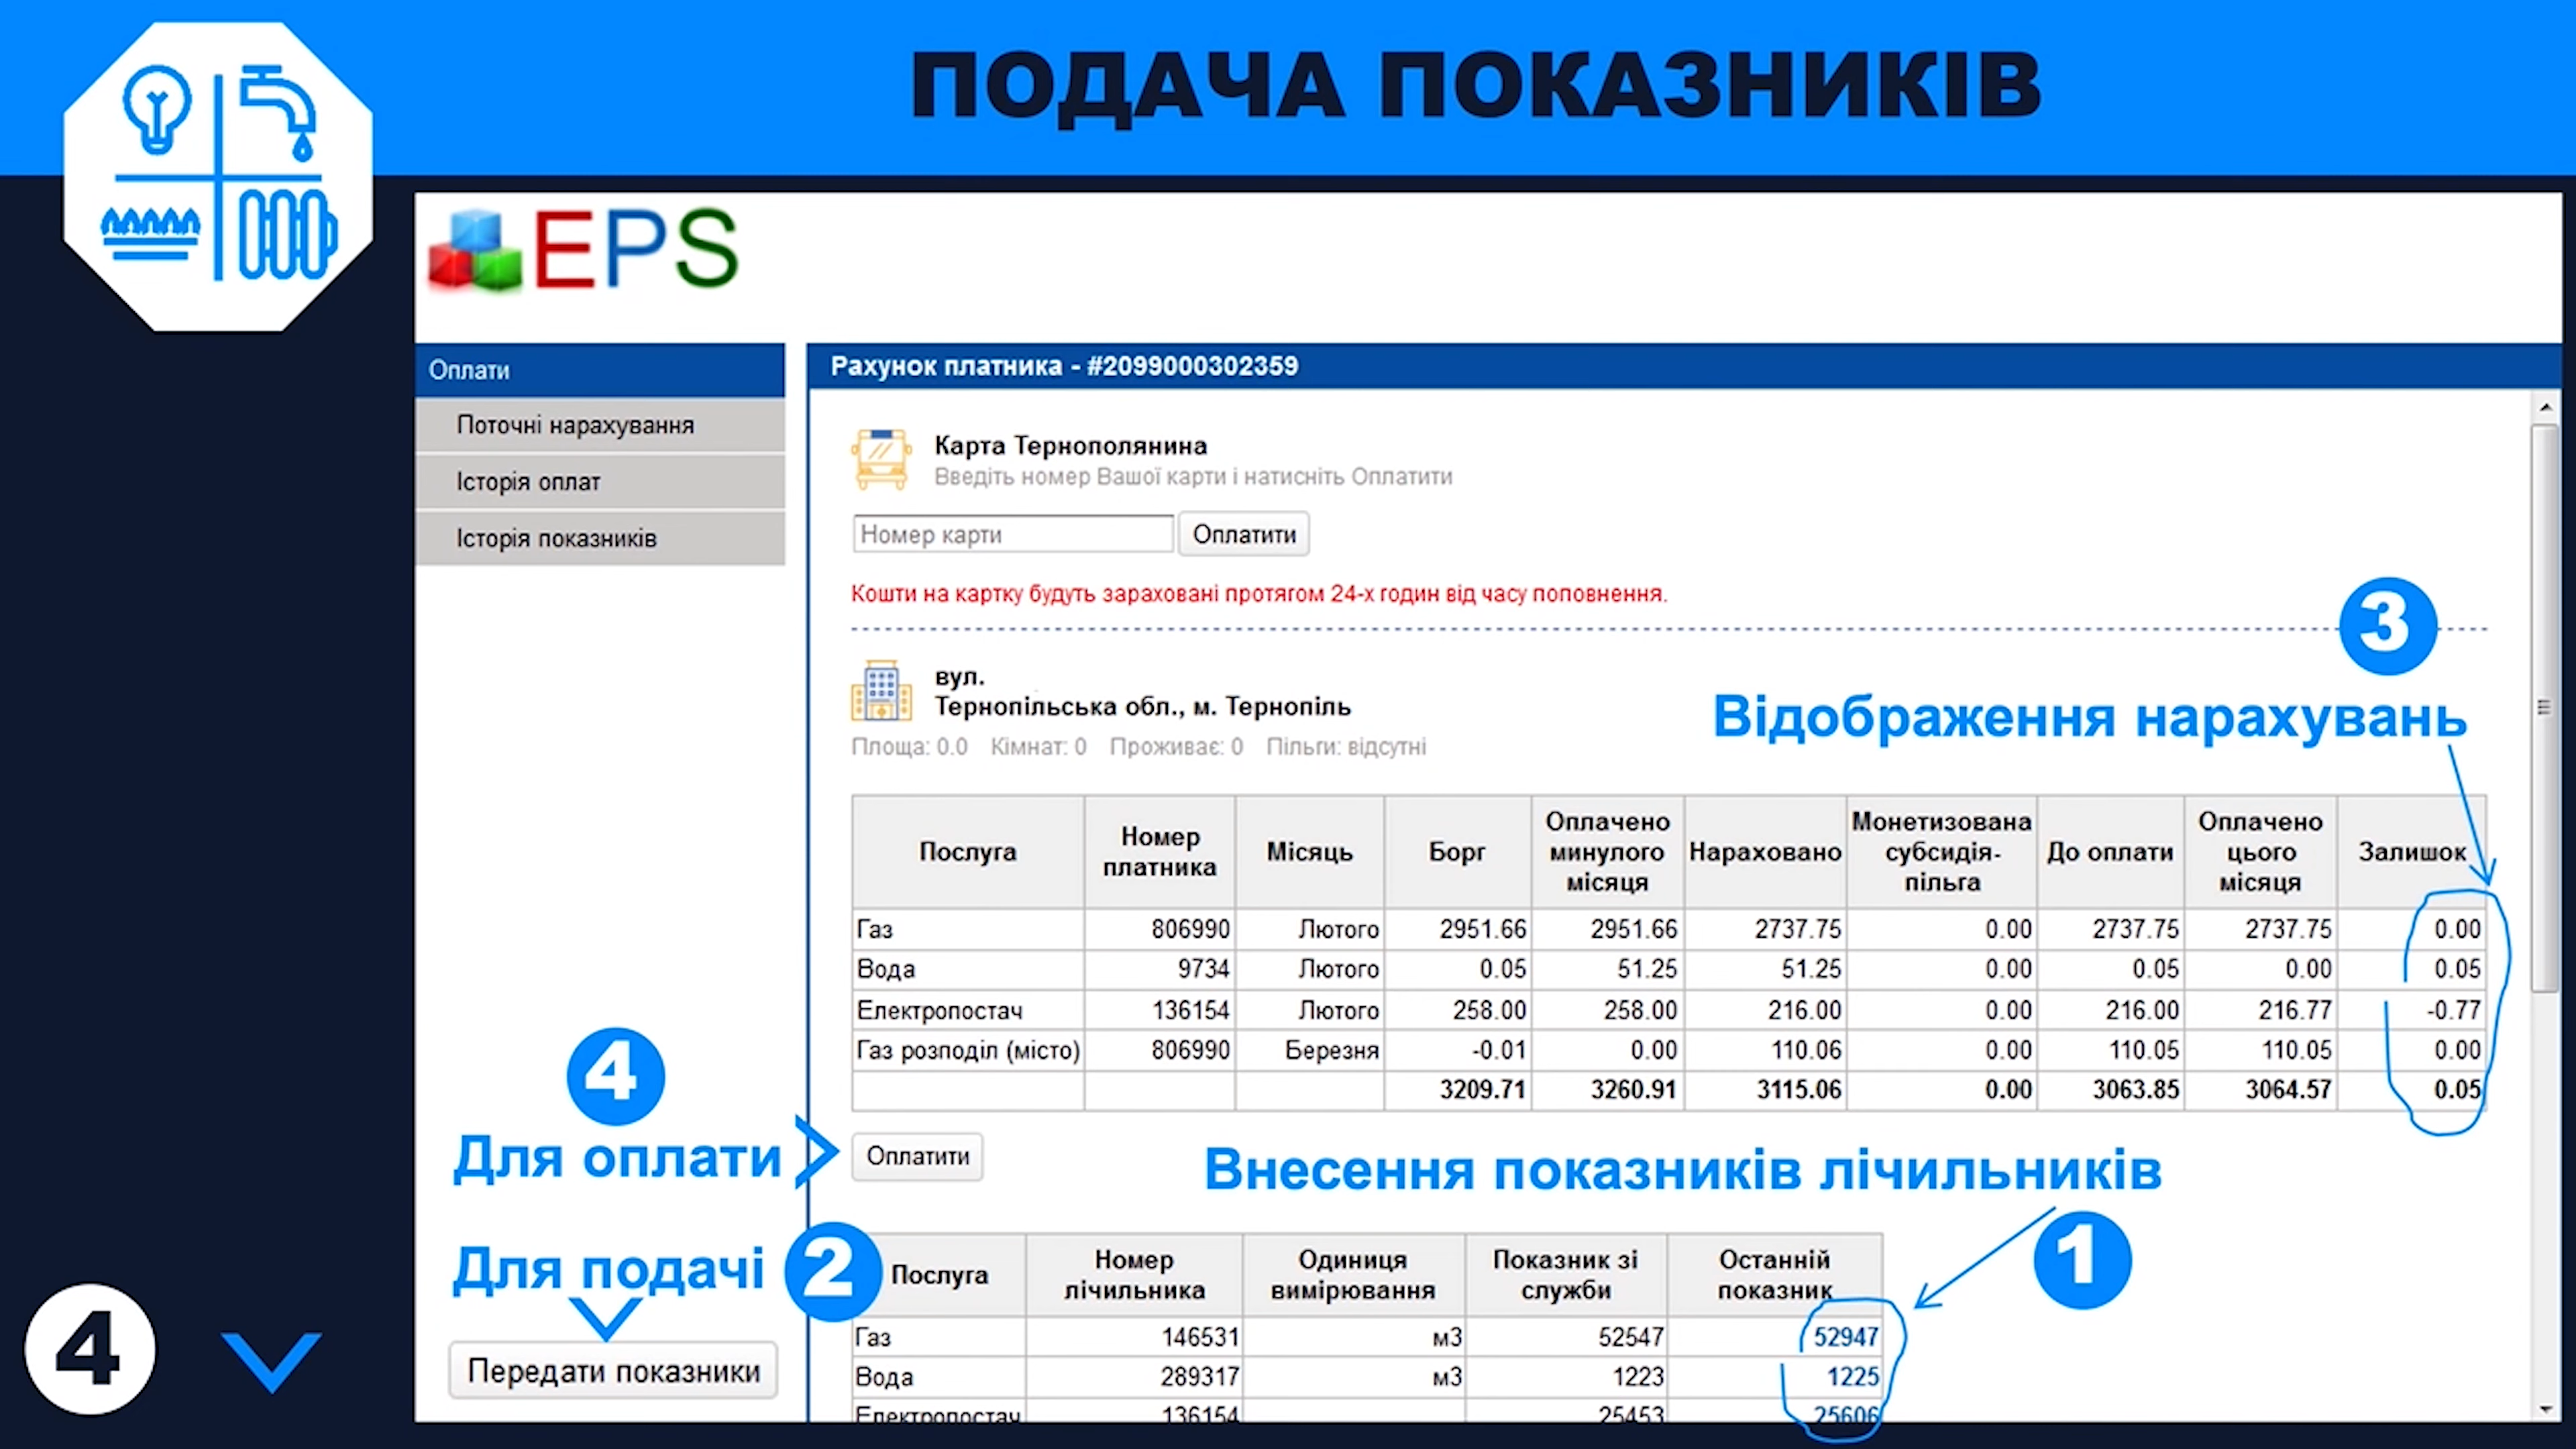 ПОДАЧА ПОКАЗНИКІВ
EPS
Оплати
Поточні нарахування
Історія оплат
Історія показників
Рахунок платника - #2099000302359
Карта Тернополянина
Введіть номер Вашої карти і натисніть Оплатити
Номер карти Оплатити
Кошти на картку будуть зараховані протягом 24-х годин від часу поповнення.
3
Відображення нарахувань
вул.
Тернопільська обл., м. Тернопіль
Площа: 0.0 Кімнат: 0 Проживає: 0 Пільги: відсутні
Послуга Номер платника Місяць Борг Оплачено минулого місяця Нараховано Монетизована субсидія-пільга До оплати Оплачено цього місяця Залишок
Газ 806990 Лютого 2951.66 2951.66 2737.75 0.00 2737.75 2737.75 0.00
Вода 9734 Лютого 0.05 51.25 51.25 0.00 0.05 0.00 0.05
Електропостач 136154 Лютого 258.00 258.00 216.00 0.00 216.00 216.77 -0.77
Газ розподіл (місто) 806990 Березня -0.01 0.00 110.06 0.00 110.05 110.05 0.00
3209.71 3260.91 3115.06 0.00 3063.85 3064.57 0.05
4
Для оплати
Оплатити
Внесення показників лічильників
1
Для подачі
2
Передати показники
Послуга Номер лічильника Одиниця вимірювання Показник зі служби Останній показник
Газ 146531 м3 52547 52947
Вода 289317 м3 1223 1225
Електропостач 136154 25453 25606
4